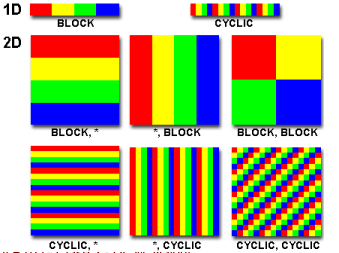 1D
BLOCK
CYCLIC
2D
BLOCK, *
*, BLOCK
BLOCK, BLOCK
CYCLIC, *
*, CYCLIC
CYCLIC, CYCLIC